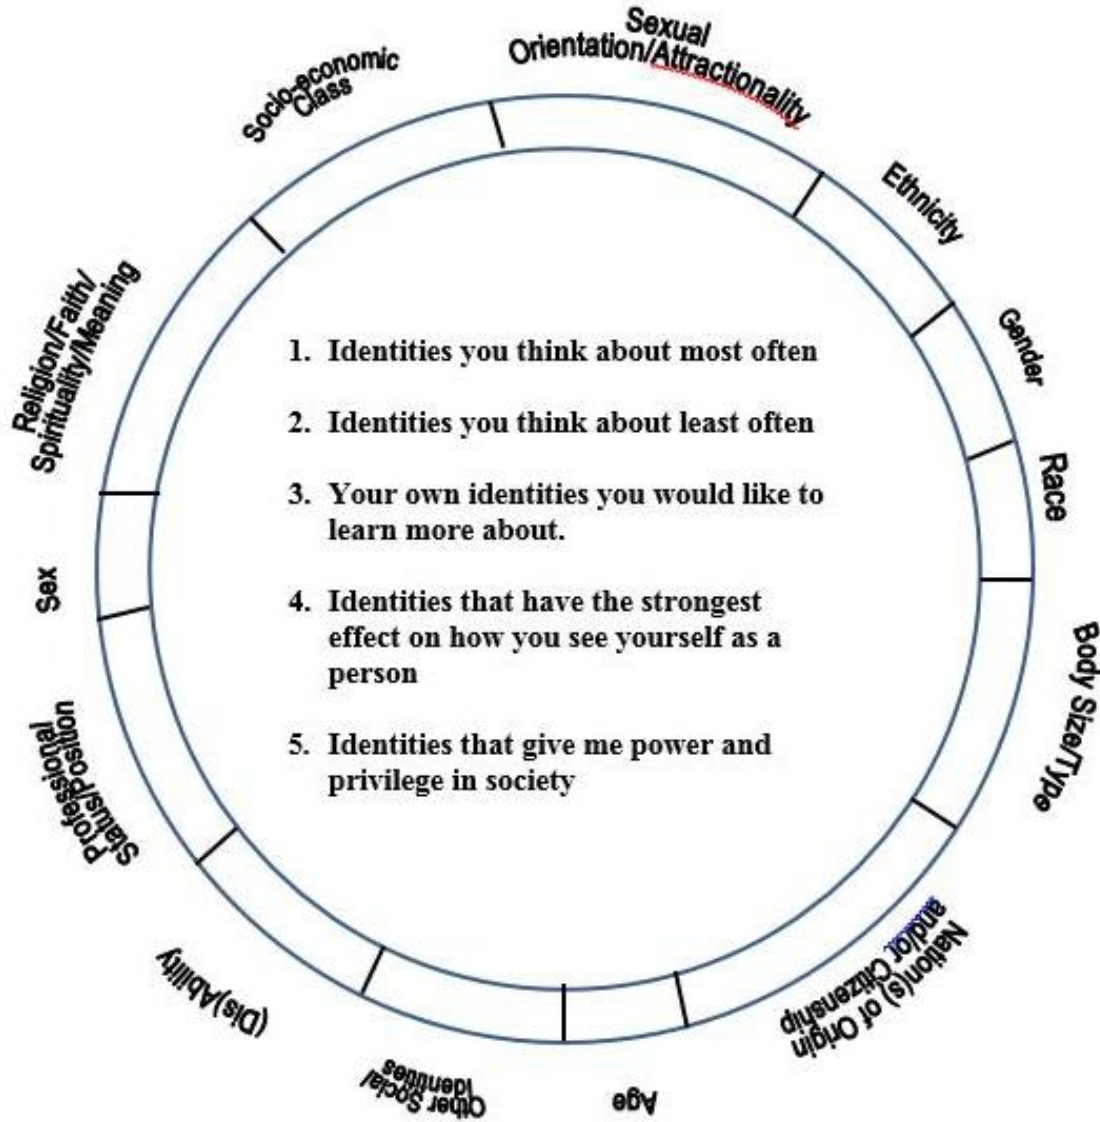 Sexual
Orientation/Attractionality
Ethnicity
Gender
Race
Body Size/Type
Nation(s) of Origin
and/or Citizenship
Age
Other Social
Identities
(Dis)Ability
Professional
Status/Position
Sex
Religion/Faith/
Spirituality/Meaning
Socio-economic
Class
1. Identities you think about most often
2. Identities you think about least often
3. Your own identities you would like to
learn more about.
4. Identities that have the strongest
effect on how you see yourself as a
person
5. Identities that give me power and
privilege in society